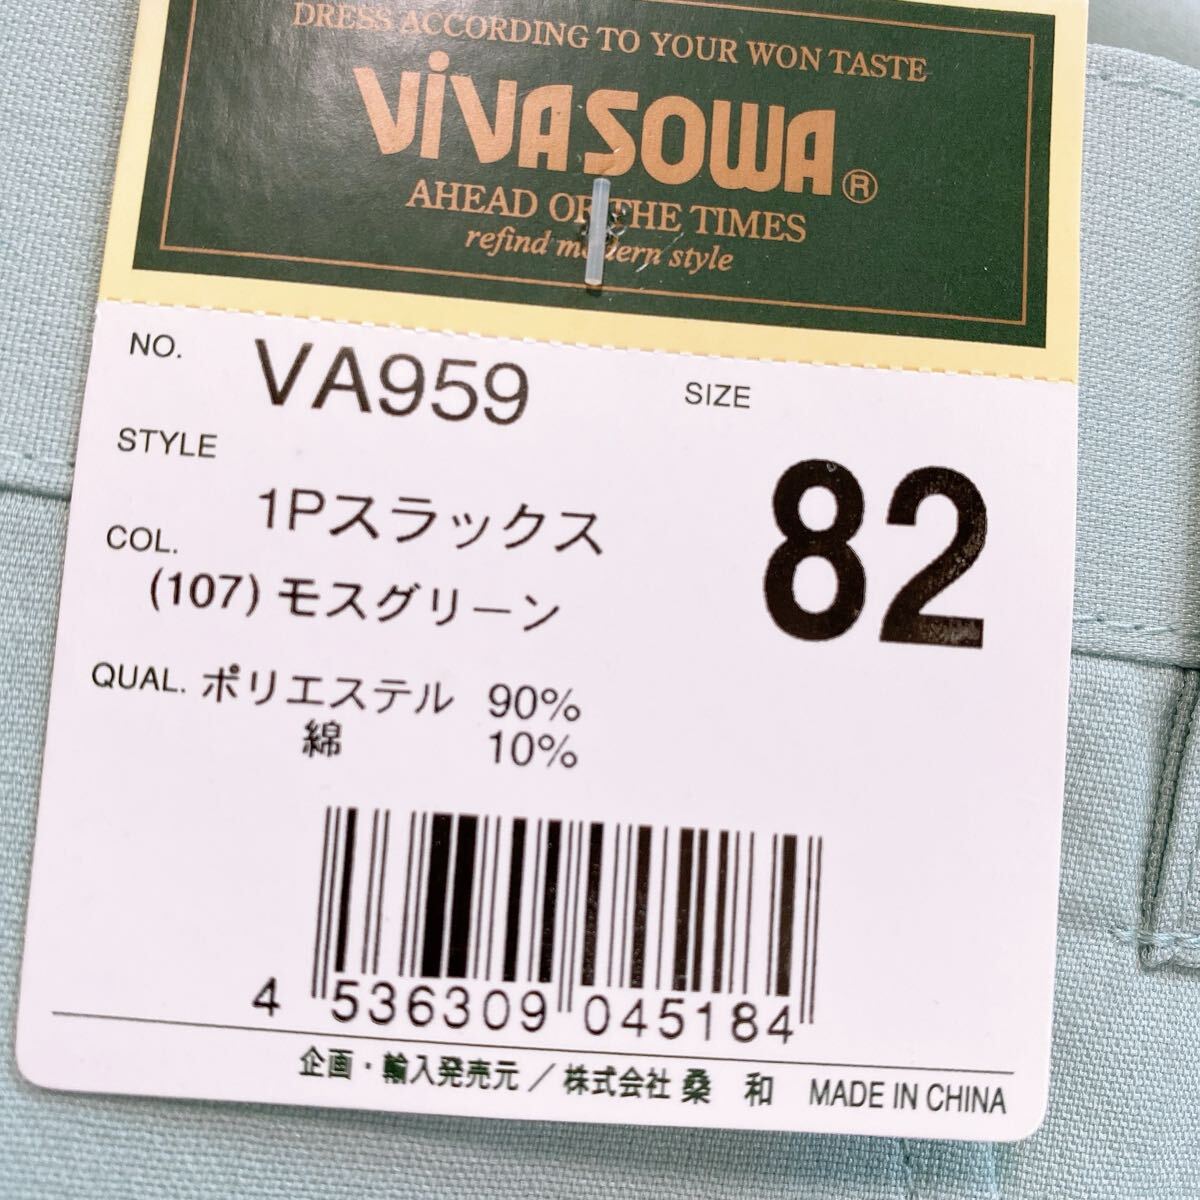 DRESS ACCORDING TO YOUR WON TASTE
ViVASOWA®
AHEAD OF THE TIMES
refind modern style
NO. VA959
SIZE 82
STYLE
1Pスラックス
COL.
(107) モスグリーン
QUAL. ポリエステル 90%
綿 10%
4 536309 045184
企画・輸入発売元／株式会社 桑 和 MADE IN CHINA